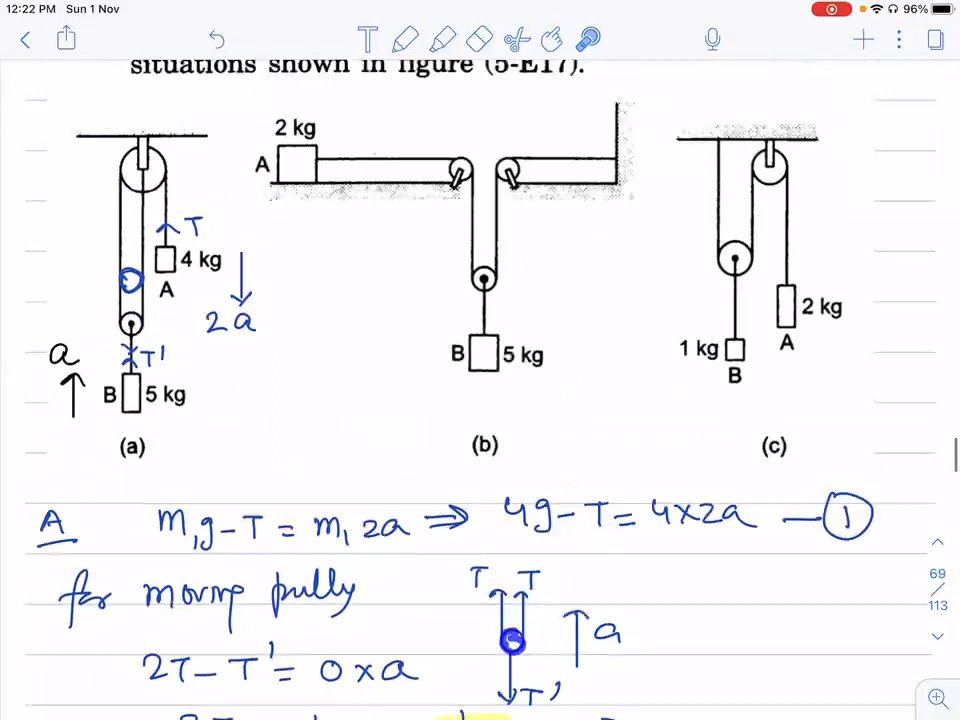 12:22 PM Sun 1 Nov
96%
situations shown in figure (5-E17).
2 kg
A
T
4 kg
A
2a
a
T'
B 5 kg
B 5 kg
2 kg
A
1 kg
B
(a) (b) (c)
A m₁g - T = m₁ 2a ⇒ 4g - T = 4×2a — 1
for moving pully
T T
a
2T - T' = 0 × a
T'
69
/
113